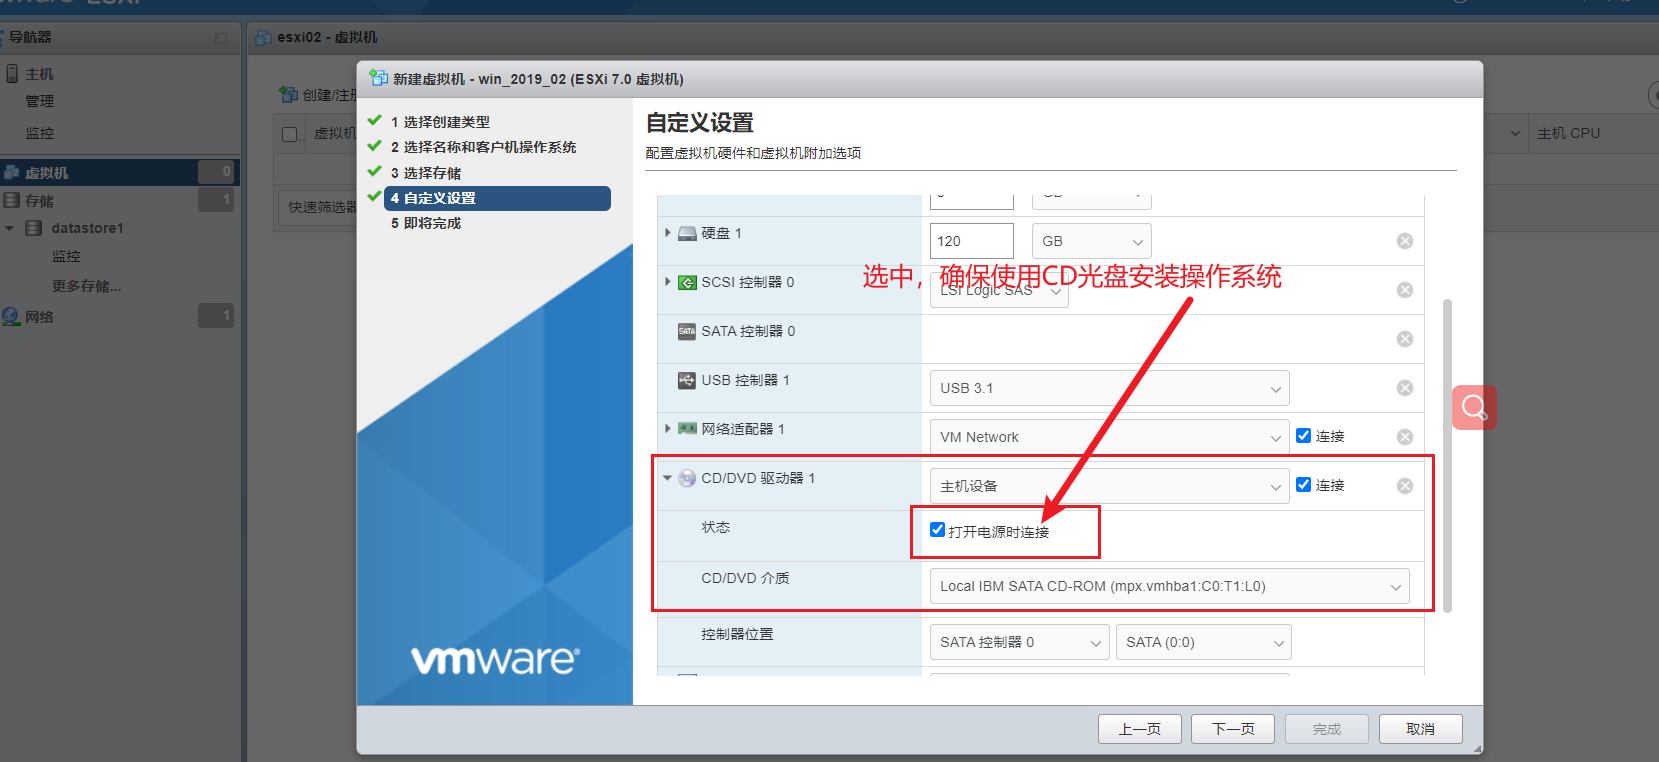 导航器
esxi02 - 虚拟机
主机
管理
监控
虚拟机 0
存储 1
datastore1
监控
更多存储...
网络 1
创建/注册
虚拟机
主机 CPU
快速筛选器
新建虚拟机 - win_2019_02 (ESXi 7.0 虚拟机)
1 选择创建类型
2 选择名称和客户机操作系统
3 选择存储
4 自定义设置
5 即将完成
vmware®
自定义设置
配置虚拟机硬件和虚拟机附加选项
硬盘 1 120 GB
选中，确保使用CD光盘安装操作系统
SCSI 控制器 0 LSI Logic SAS
SATA 控制器 0
USB 控制器 1 USB 3.1
网络适配器 1 VM Network 连接
CD/DVD 驱动器 1 主机设备 连接
状态 打开电源时连接
CD/DVD 介质 Local IBM SATA CD-ROM (mpx.vmhba1:C0:T1:L0)
控制器位置 SATA 控制器 0 SATA (0:0)
上一页 下一页 完成 取消